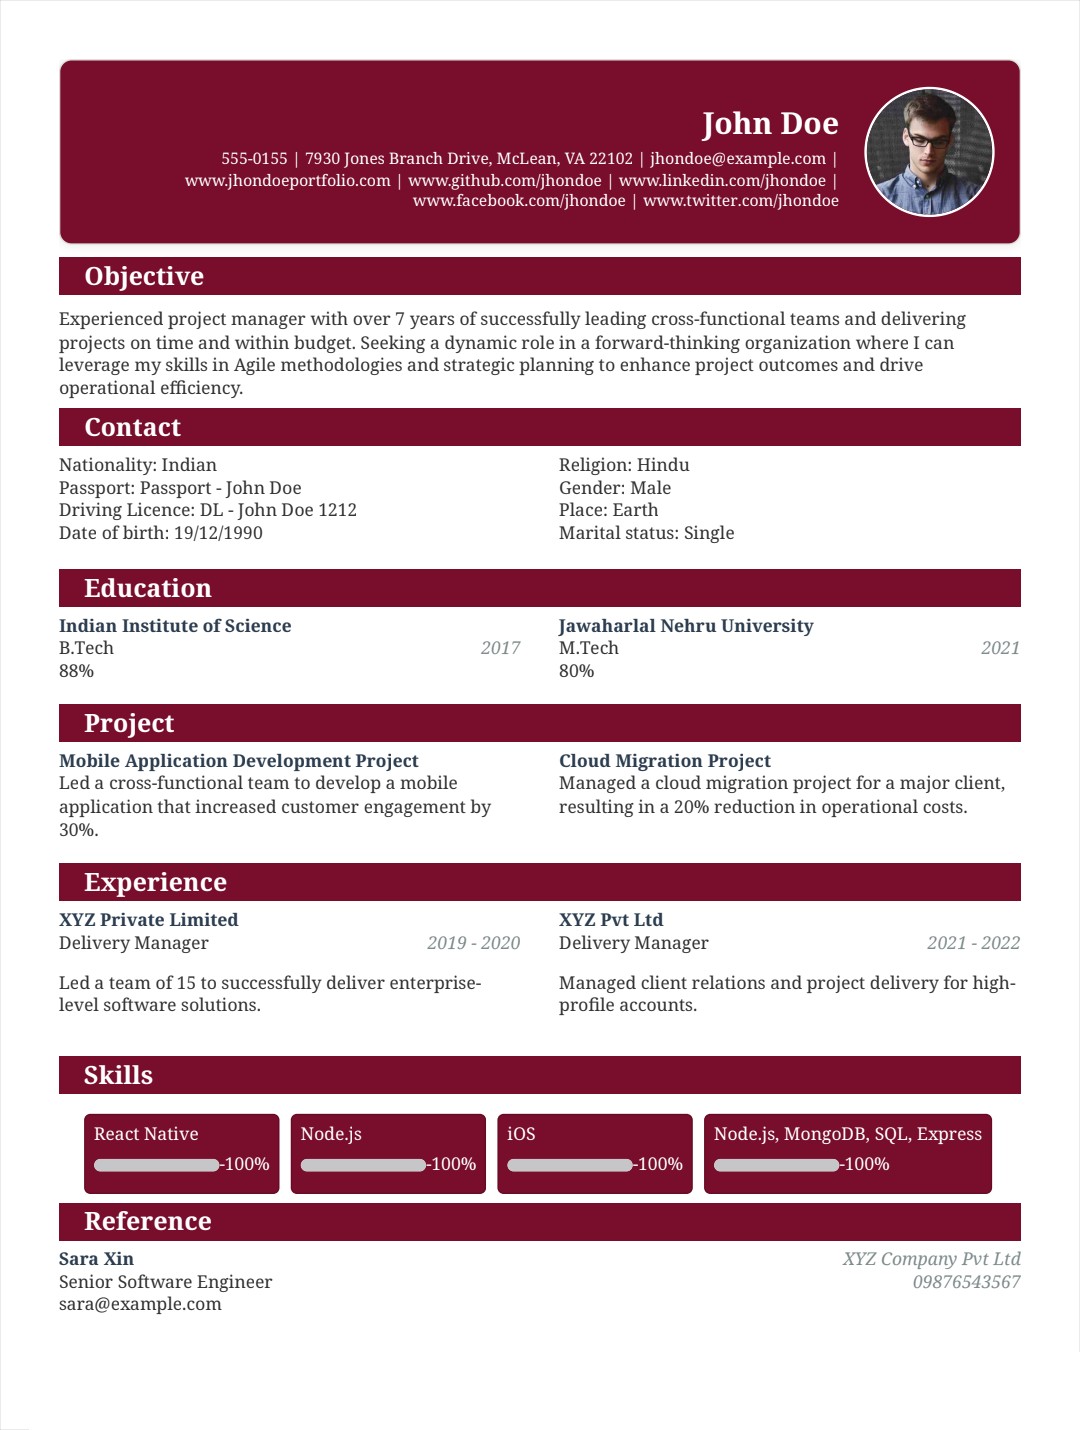 John Doe
555-0155 | 7930 Jones Branch Drive, McLean, VA 22102 | jhondoe@example.com |
www.jhondoeportfolio.com | www.github.com/jhondoe | www.linkedin.com/jhondoe |
www.facebook.com/jhondoe | www.twitter.com/jhondoe
Objective
Experienced project manager with over 7 years of successfully leading cross-functional teams and delivering
projects on time and within budget. Seeking a dynamic role in a forward-thinking organization where I can
leverage my skills in Agile methodologies and strategic planning to enhance project outcomes and drive
operational efficiency.
Contact
Nationality: Indian
Passport: Passport - John Doe
Driving Licence: DL - John Doe 1212
Date of birth: 19/12/1990
Religion: Hindu
Gender: Male
Place: Earth
Marital status: Single
Education
Indian Institute of Science
B.Tech 2017
88%
Jawaharlal Nehru University
M.Tech 2021
80%
Project
Mobile Application Development Project
Led a cross-functional team to develop a mobile
application that increased customer engagement by
30%.
Cloud Migration Project
Managed a cloud migration project for a major client,
resulting in a 20% reduction in operational costs.
Experience
XYZ Private Limited
Delivery Manager 2019 - 2020
Led a team of 15 to successfully deliver enterprise-
level software solutions.
XYZ Pvt Ltd
Delivery Manager 2021 - 2022
Managed client relations and project delivery for high-
profile accounts.
Skills
React Native
-100%
Node.js
-100%
iOS
-100%
Node.js, MongoDB, SQL, Express
-100%
Reference
Sara Xin XYZ Company Pvt Ltd
Senior Software Engineer 09876543567
sara@example.com